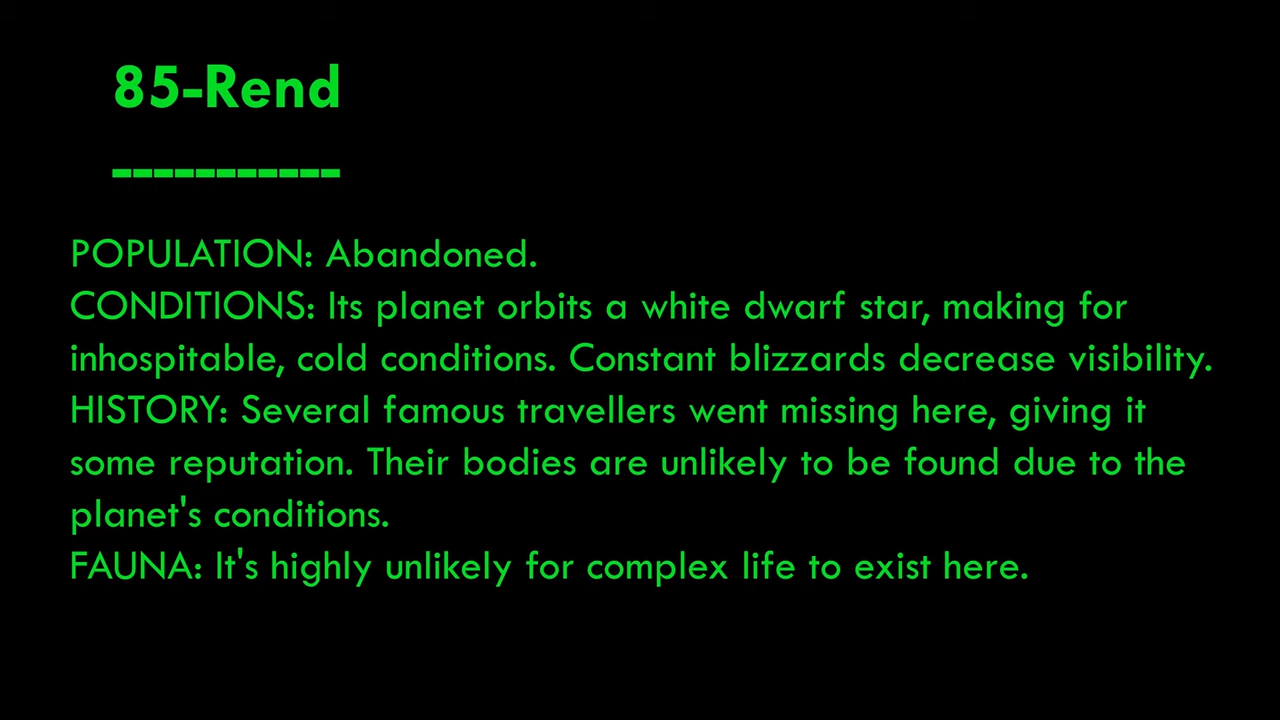 85-Rend
-----------
POPULATION: Abandoned.
CONDITIONS: Its planet orbits a white dwarf star, making for
inhospitable, cold conditions. Constant blizzards decrease visibility.
HISTORY: Several famous travellers went missing here, giving it
some reputation. Their bodies are unlikely to be found due to the
planet's conditions.
FAUNA: It's highly unlikely for complex life to exist here.